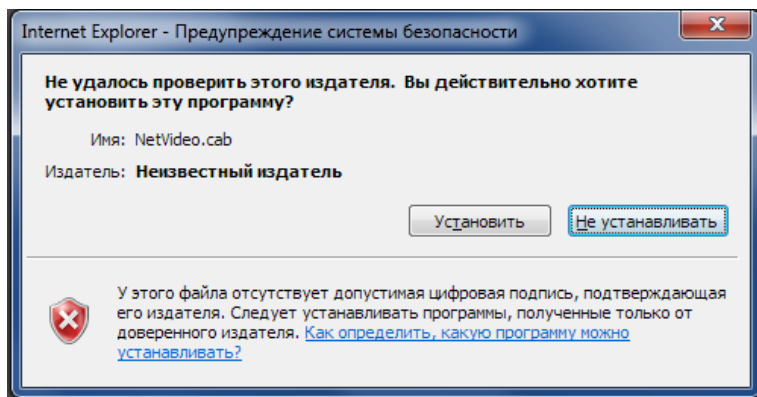 Internet Explorer - Предупреждение системы безопасности
Не удалось проверить этого издателя. Вы действительно хотите
установить эту программу?
Имя: NetVideo.cab
Издатель: Неизвестный издатель
Установить Не устанавливать
У этого файла отсутствует допустимая цифровая подпись, подтверждающая
его издателя. Следует устанавливать программы, полученные только от
доверенного издателя. Как определить, какую программу можно
устанавливать?